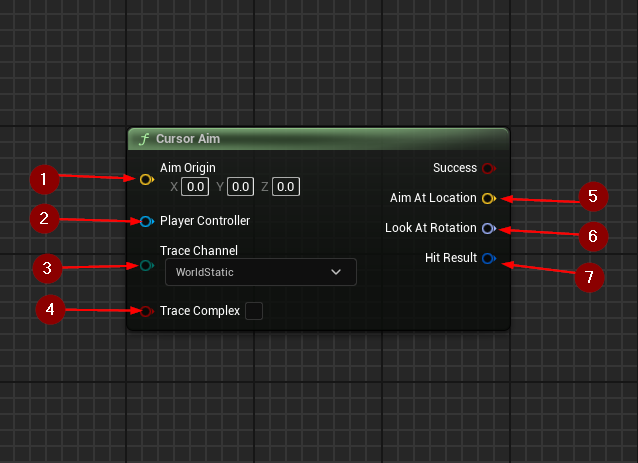 f Cursor Aim
Aim Origin
X 0.0 Y 0.0 Z 0.0
Success
Aim At Location
Player Controller
Look At Rotation
Trace Channel
WorldStatic
Hit Result
Trace Complex
1
2
3
4
5
6
7